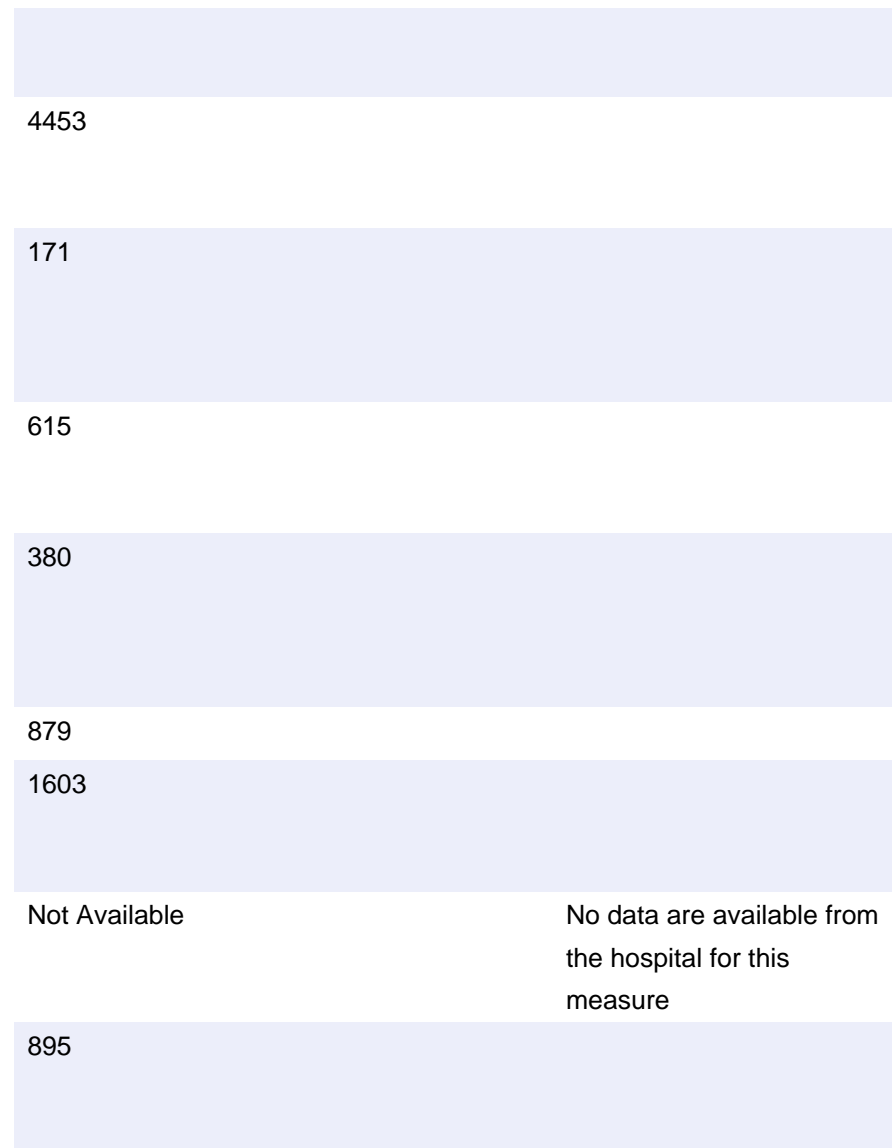 4453
171
615
380
879
1603
Not Available
No data are available from
the hospital for this
measure
895